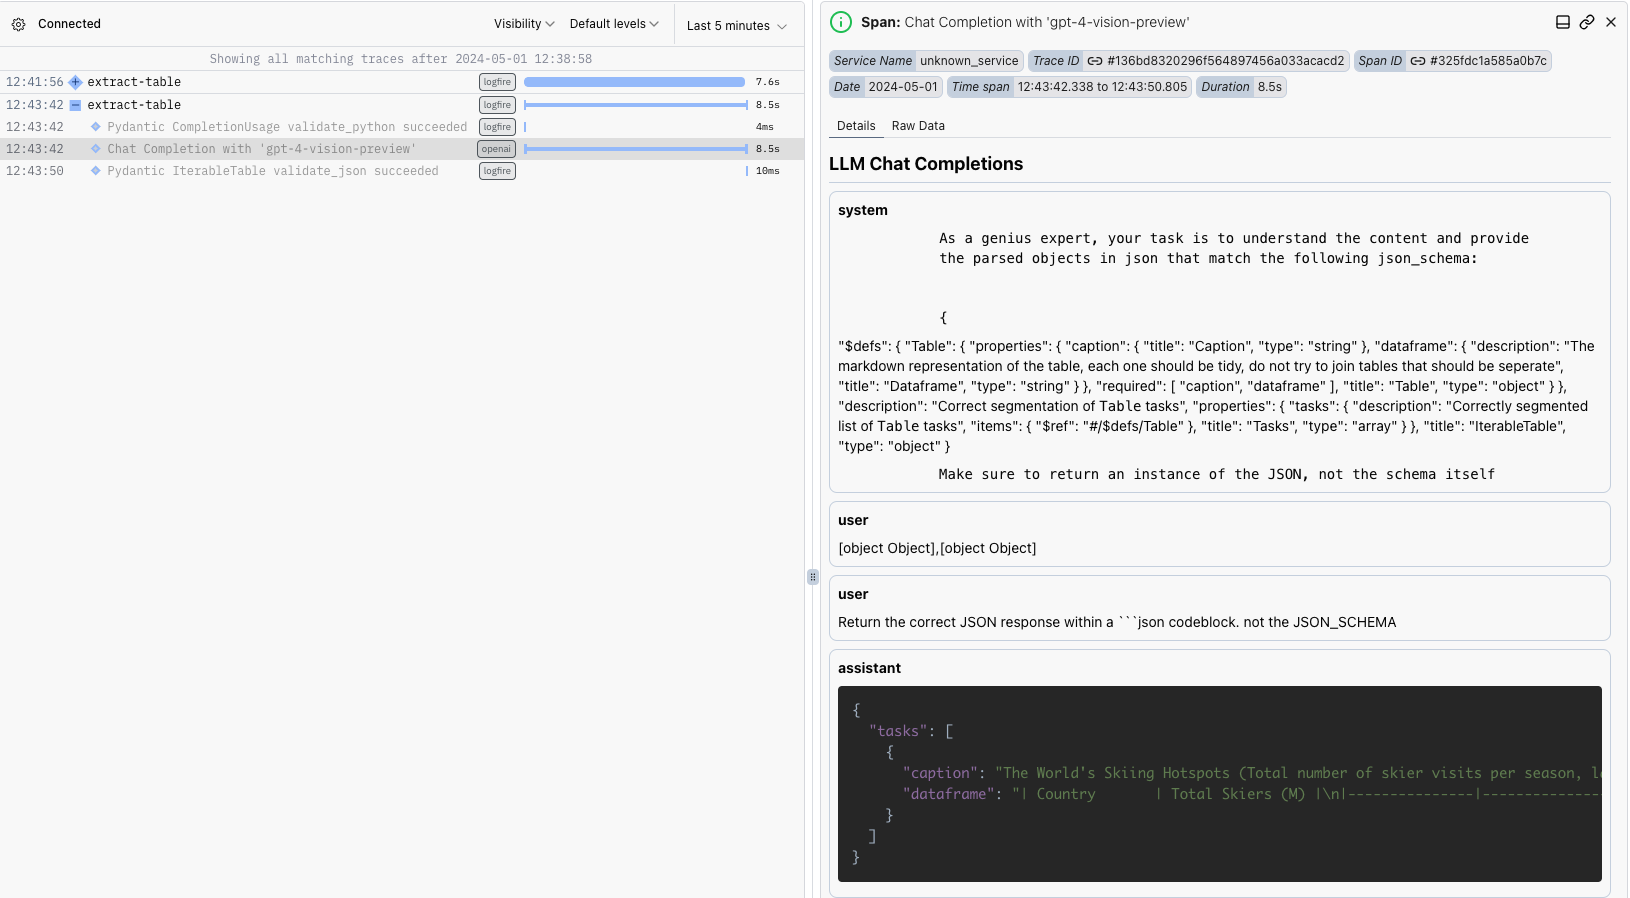 Connected
Visibility
Default levels
Last 5 minutes
Showing all matching traces after 2024-05-01 12:38:58
12:41:56 extract-table logfire 7.6s
12:43:42 extract-table logfire 8.5s
12:43:42 Pydantic CompletionUsage validate_python succeeded logfire 4ms
12:43:42 Chat Completion with 'gpt-4-vision-preview' openai 8.5s
12:43:50 Pydantic IterableTable validate_json succeeded logfire 10ms
Span: Chat Completion with 'gpt-4-vision-preview'
Service Name unknown_service Trace ID #136bd8320296f564897456a033acacd2 Span ID #325fdc1a585a0b7c
Date 2024-05-01 Time span 12:43:42.338 to 12:43:50.805 Duration 8.5s
Details Raw Data
LLM Chat Completions
system
As a genius expert, your task is to understand the content and provide
the parsed objects in json that match the following json_schema:
{
"$defs": { "Table": { "properties": { "caption": { "title": "Caption", "type": "string" }, "dataframe": { "description": "The
markdown representation of the table, each one should be tidy, do not try to join tables that should be seperate",
"title": "Dataframe", "type": "string" } }, "required": [ "caption", "dataframe" ], "title": "Table", "type": "object" } },
"description": "Correct segmentation of Table tasks", "properties": { "tasks": { "description": "Correctly segmented
list of Table tasks", "items": { "$ref": "#/$defs/Table" }, "title": "Tasks", "type": "array" } }, "title": "IterableTable",
"type": "object" }
Make sure to return an instance of the JSON, not the schema itself
user
[object Object],[object Object]
user
Return the correct JSON response within a ```json codeblock. not the JSON_SCHEMA
assistant
{
"tasks": [
{
"caption": "The World's Skiing Hotspots (Total number of skier visits per season, l
"dataframe": "| Country | Total Skiers (M) |\n|---------------|--------------
}
]
}